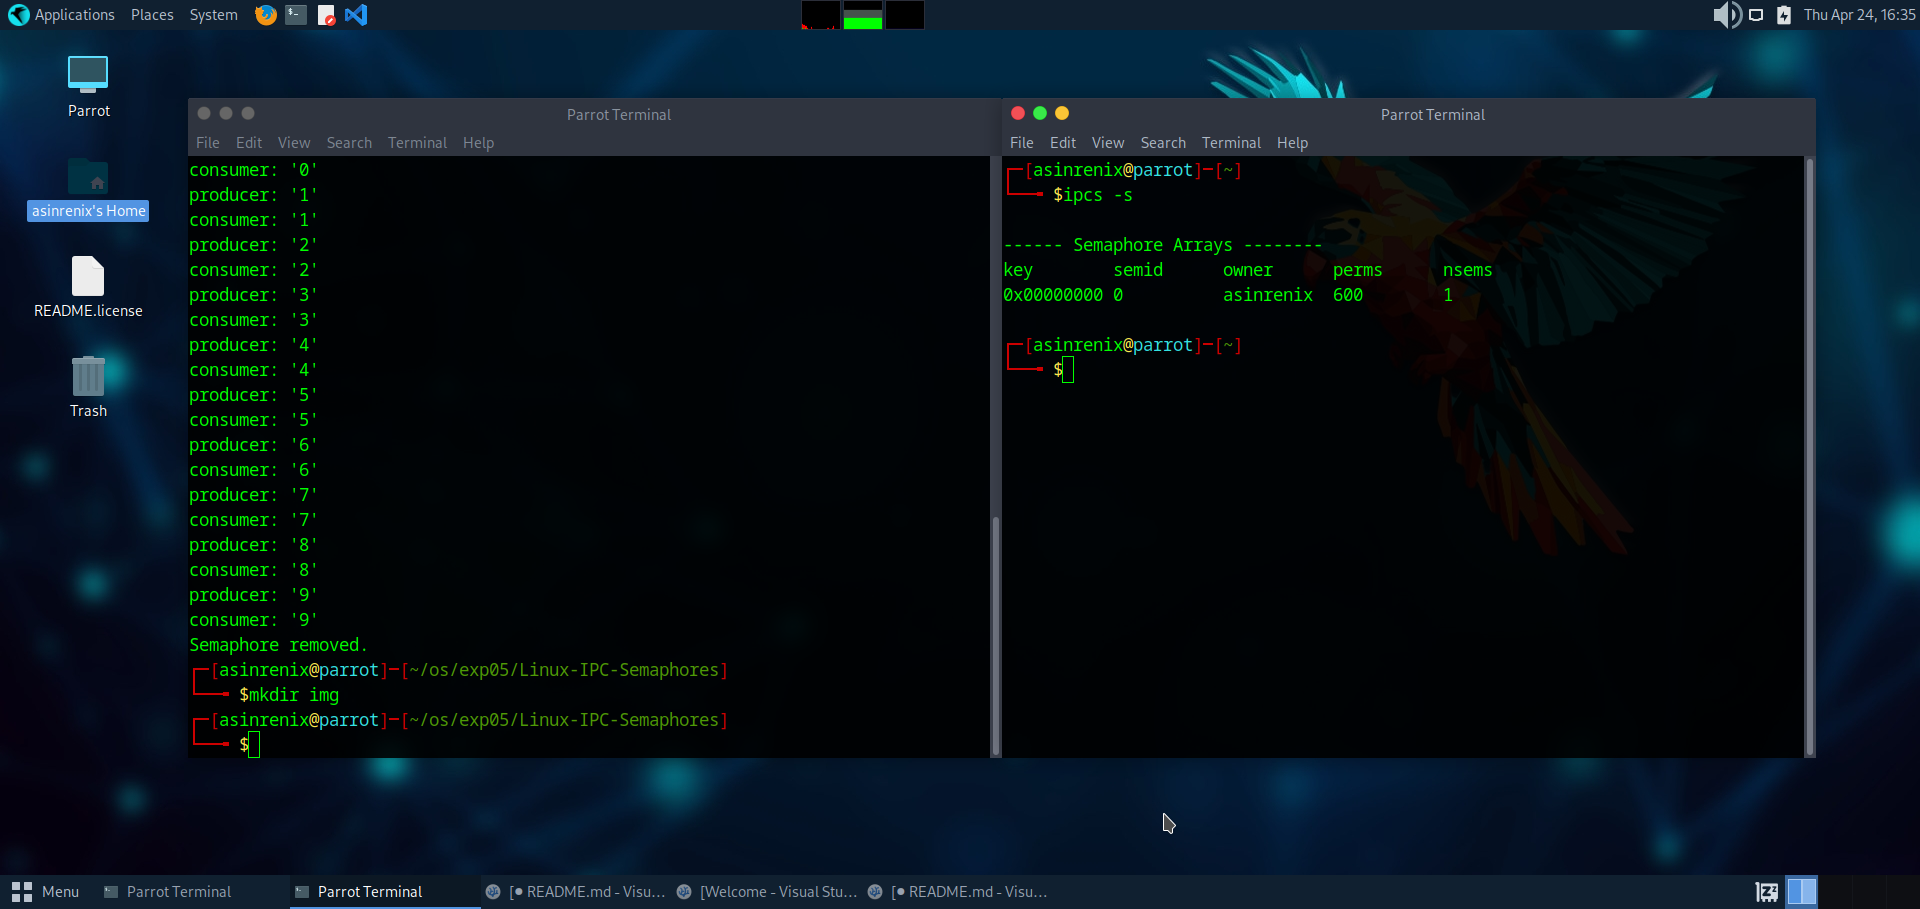 Applications Places System
Thu Apr 24, 16:35
Parrot
asinrenix's Home
README.license
Trash
Parrot Terminal
File Edit View Search Terminal Help
consumer: '0'
producer: '1'
consumer: '1'
producer: '2'
consumer: '2'
producer: '3'
consumer: '3'
producer: '4'
consumer: '4'
producer: '5'
consumer: '5'
producer: '6'
consumer: '6'
producer: '7'
consumer: '7'
producer: '8'
consumer: '8'
producer: '9'
consumer: '9'
Semaphore removed.
[asinrenix@parrot]─[~/os/exp05/Linux-IPC-Semaphores]
$mkdir img
[asinrenix@parrot]─[~/os/exp05/Linux-IPC-Semaphores]
$
Parrot Terminal
File Edit View Search Terminal Help
[asinrenix@parrot]─[~]
$ipcs -s
------ Semaphore Arrays --------
key semid owner perms nsems
0x00000000 0 asinrenix 600 1
[asinrenix@parrot]─[~]
$
Menu Parrot Terminal Parrot Terminal [● README.md - Visu... [Welcome - Visual Stu... [● README.md - Visu...